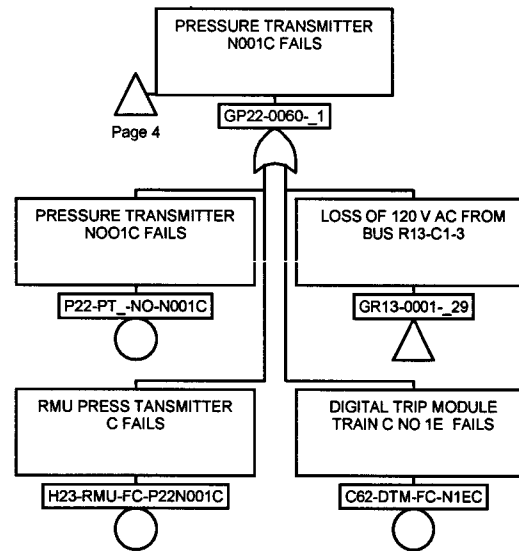 PRESSURE TRANSMITTER
N001C FAILS
Page 4
GP22-0060-_1
PRESSURE TRANSMITTER
NOO1C FAILS
P22-PT_-NO-N001C
LOSS OF 120 V AC FROM
BUS R13-C1-3
GR13-0001-_29
RMU PRESS TANSMITTER
C FAILS
H23-RMU-FC-P22N001C
DIGITAL TRIP MODULE
TRAIN C NO 1E FAILS
C62-DTM-FC-N1EC